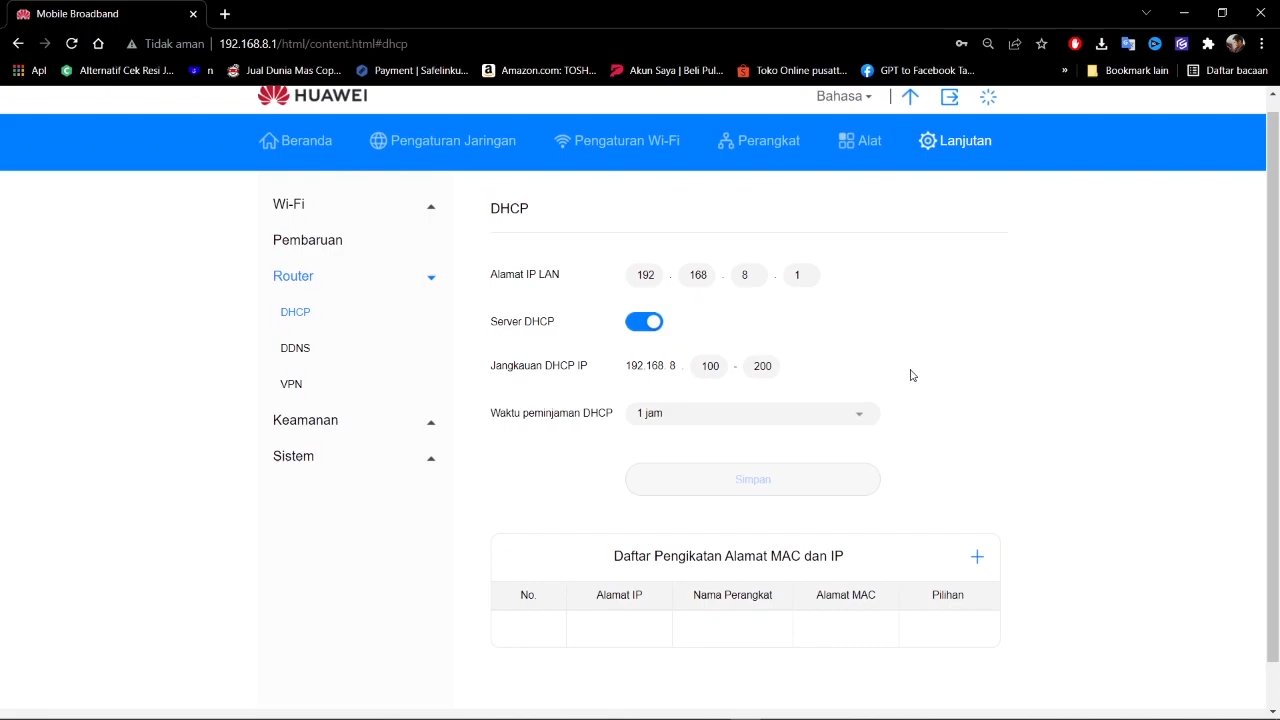 Mobile Broadband
Tidak aman 192.168.8.1/html/content.html#dhcp
Apl Alternatif Cek Resi J... n Jual Dunia Mas Cop... Payment | Safelinku... Amazon.com: TOSH... Akun Saya | Beli Pul... Toko Online pusatt... GPT to Facebook Ta... » Bookmark lain Daftar bacaan
HUAWEI
Bahasa
Beranda Pengaturan Jaringan Pengaturan Wi-Fi Perangkat Alat Lanjutan
Wi-Fi
Pembaruan
Router
DHCP
DDNS
VPN
Keamanan
Sistem
DHCP
Alamat IP LAN 192 . 168 . 8 . 1
Server DHCP
Jangkauan DHCP IP 192.168. 8 . 100 - 200
Waktu peminjaman DHCP 1 jam
Simpan
Daftar Pengikatan Alamat MAC dan IP
No. Alamat IP Nama Perangkat Alamat MAC Pilihan